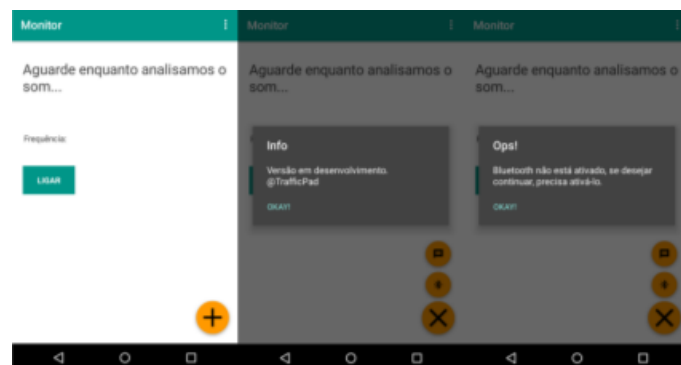 Monitor
Aguarde enquanto analisamos o
som...
Frequência:
LIGAR
Monitor
Aguarde enquanto analisamos o
som...
Info
Versão em desenvolvimento.
@TrafficPad
OKAY!
Monitor
Aguarde enquanto analisamos o
som...
Ops!
Bluetooth não está ativado, se desejar
continuar, precisa ativá-lo.
OKAY!